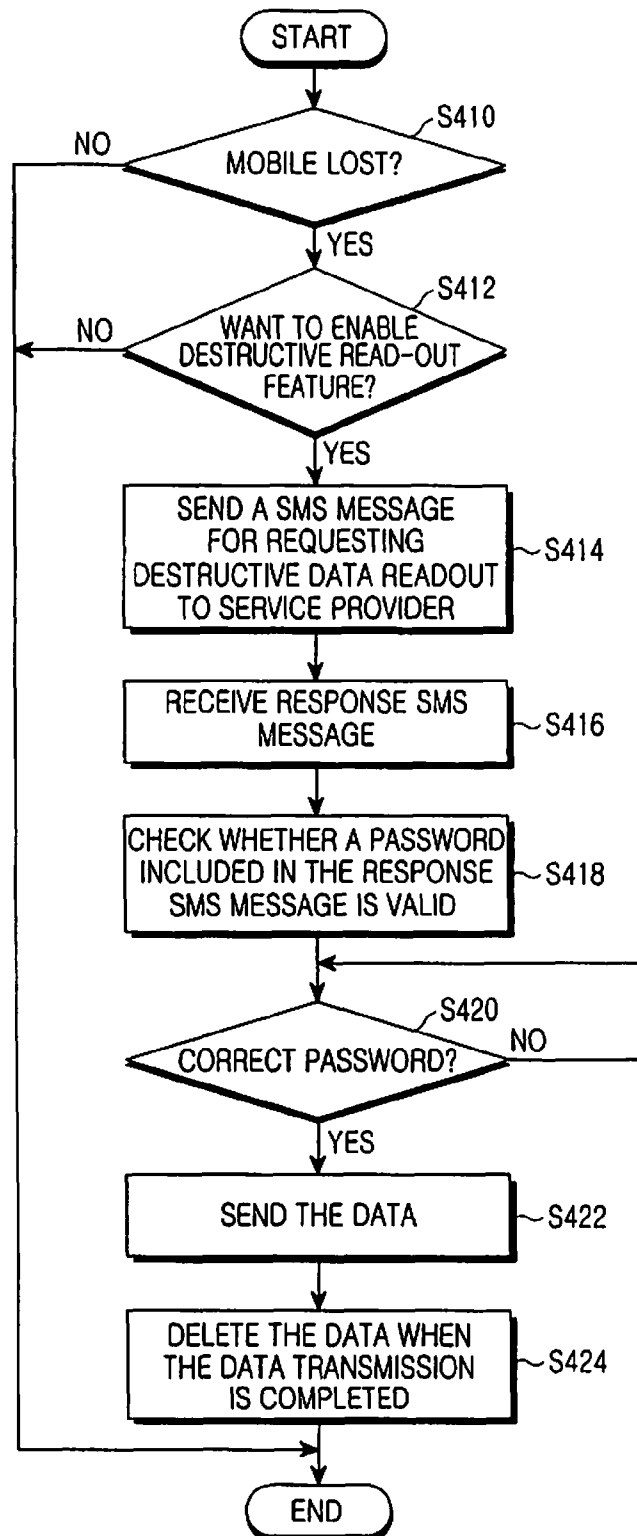 START
S410
NO
MOBILE LOST?
YES
S412
NO
WANT TO ENABLE
DESTRUCTIVE READ-OUT
FEATURE?
YES
SEND A SMS MESSAGE
FOR REQUESTING
DESTRUCTIVE DATA READOUT
TO SERVICE PROVIDER
S414
RECEIVE RESPONSE SMS
MESSAGE
S416
CHECK WHETHER A PASSWORD
INCLUDED IN THE RESPONSE
SMS MESSAGE IS VALID
S418
S420
CORRECT PASSWORD?
NO
YES
SEND THE DATA
S422
DELETE THE DATA WHEN
THE DATA TRANSMISSION
IS COMPLETED
S424
END